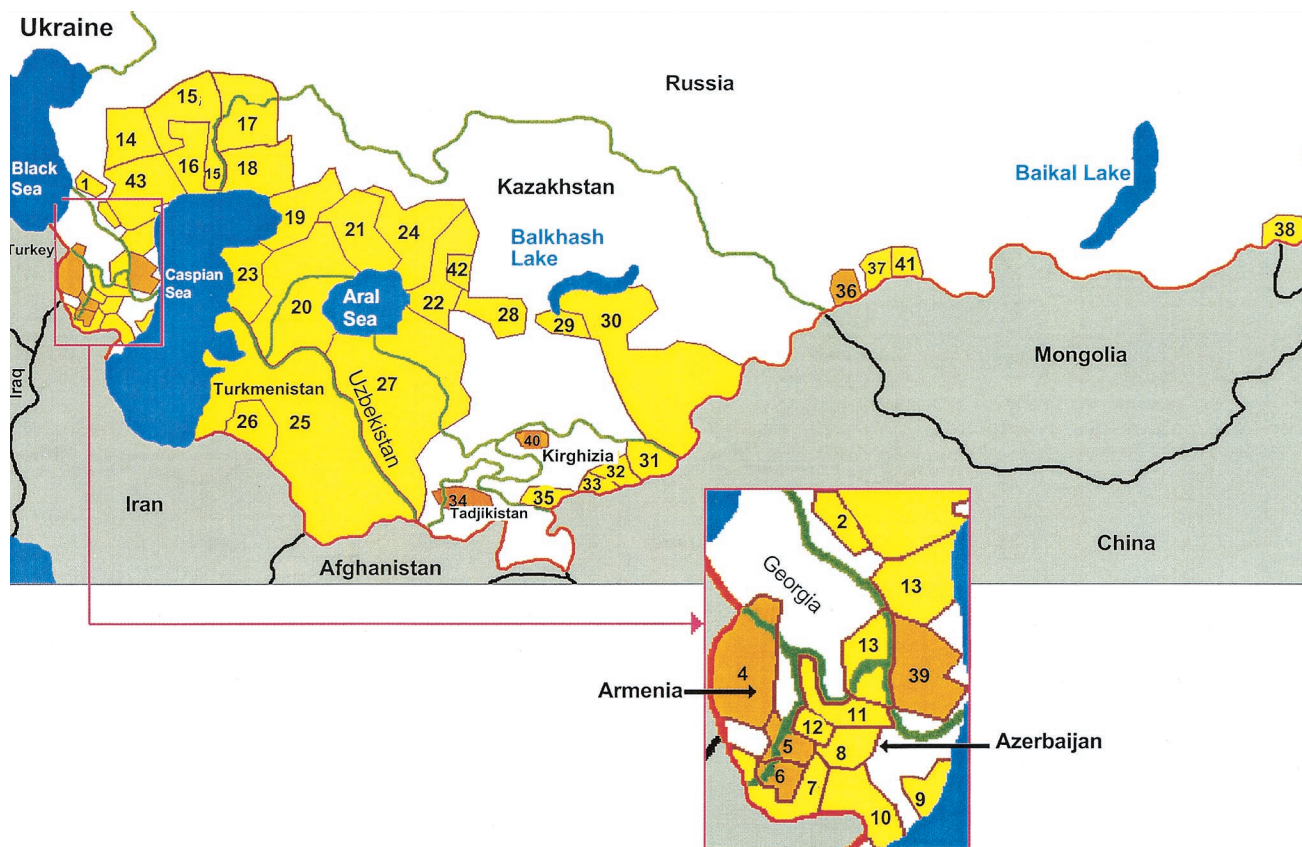 Ukraine
Russia
15
17
14
Black
Sea
1
43
16
15
18
Kazakhstan
Baikal Lake
19
21
24
Balkhash
Lake
38
Turkey
Caspian
Sea
23
42
37
41
36
20
Aral
Sea
22
28
29
30
Mongolia
Iraq
Turkmenistan
Uzbekistan
27
26
25
40
Kirghizia
31
32
33
Iran
34
35
Tadjikistan
China
Afghanistan
2
Georgia
13
13
4
39
Armenia
11
12
5
8
Azerbaijan
6
7
9
10